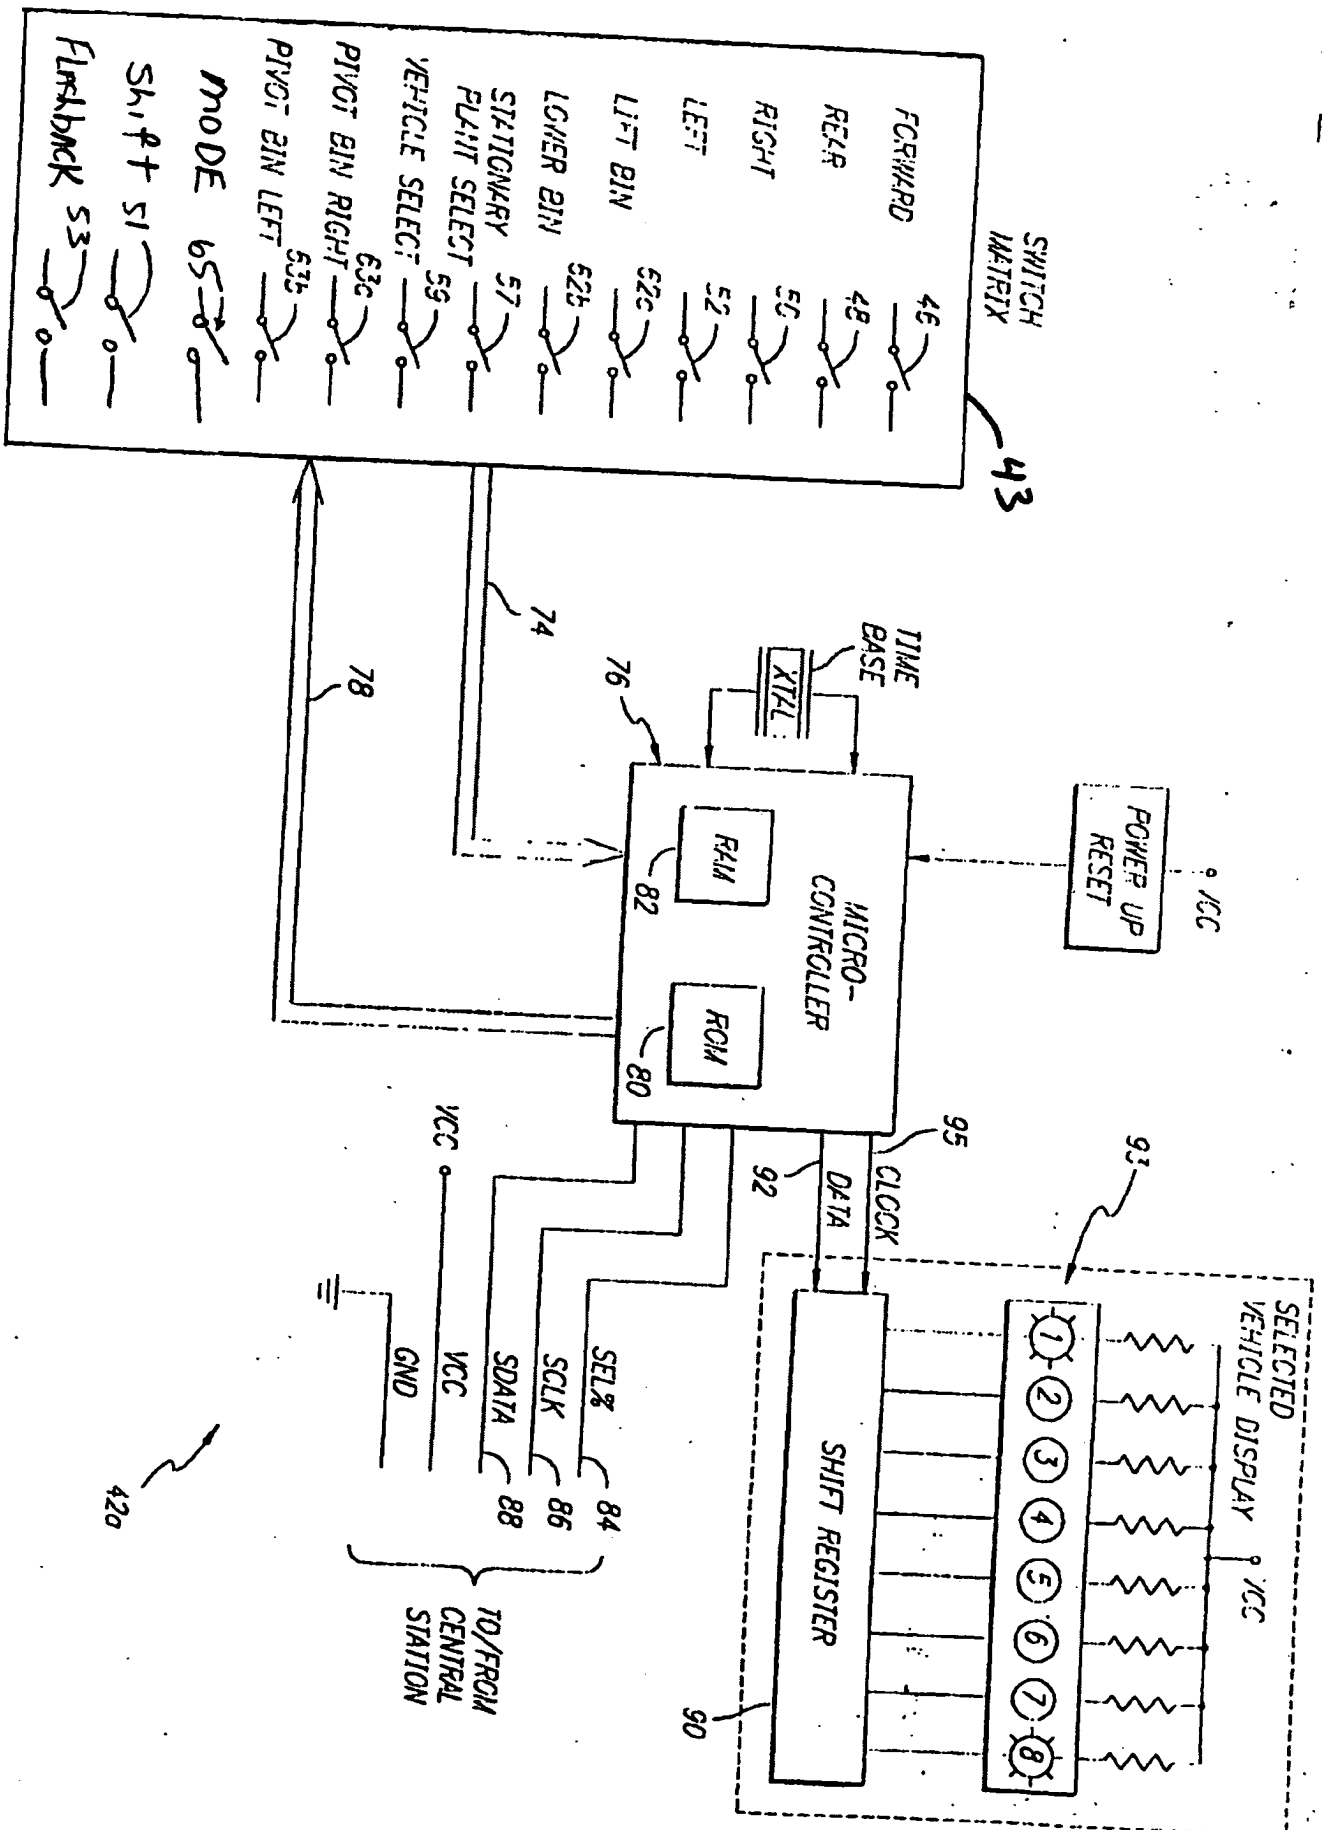 SWITCH
MATRIX
43
FORWARD 46
REAR 48
RIGHT 50
LEFT 52
LIFT BIN 52a
LOWER BIN 52b
STATIONARY
PLANT SELECT 57
VEHICLE SELECT 59
PIVOT BIN RIGHT 63a
PIVOT BIN LEFT 63b
MODE 65
Shift 51
Flashback 53
74
78
TIME
BASE
XTAL
76
VCC
POWER UP
RESET
MICRO-
CONTROLLER
RAM
82
ROM
80
95
CLOCK
DATA
92
93
SELECTED
VEHICLE DISPLAY
VCC
1 2 3 4 5 6 7 8
SHIFT REGISTER
90
SEL% 84
SCLK 86
SDATA 88
VCC
VCC
GND
TO/FROM
CENTRAL
STATION
42a